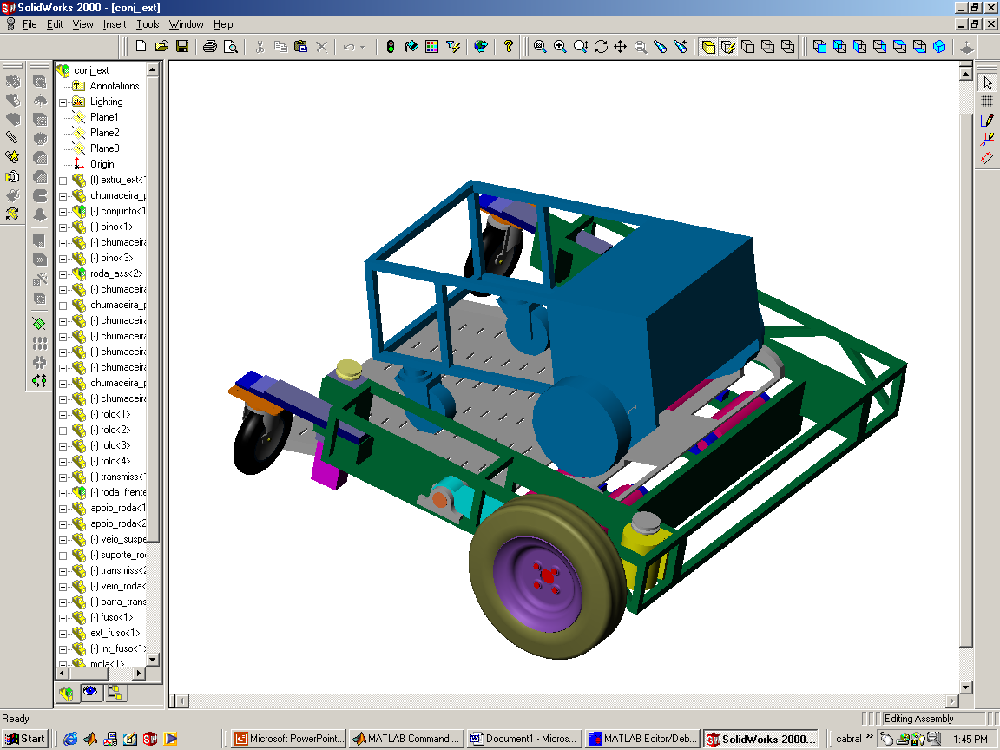 SolidWorks 2000 - [conj_ext]
File Edit View Insert Tools Window Help
conj_ext
Annotations
Lighting
Plane1
Plane2
Plane3
Origin
(f) extru_ext<1
chumaceira_p
(-) conjunto<1
(-) pino<1>
(-) chumaceira
(-) pino<3>
roda_ass<2>
(-) chumaceira
chumaceira_p
(-) chumaceira
(-) chumaceira
(-) chumaceira
(-) chumaceira
chumaceira_p
(-) chumaceira
(-) rolo<1>
(-) rolo<2>
(-) rolo<3>
(-) rolo<4>
(-) transmiss<1
(-) roda_frente
apoio_roda<1
apoio_roda<2
(-) veio_suspe
(-) suporte_ro
(-) transmiss<2
(-) veio_roda<
(-) barra_trans
(-) fuso<1>
ext_fuso<1>
(-) int_fuso<1>
mola<1>
Ready
Editing Assembly
Start
Microsoft PowerPoint...
MATLAB Command ...
Document1 - Micros...
MATLAB Editor/Deb...
SolidWorks 2000...
cabral
1:45 PM